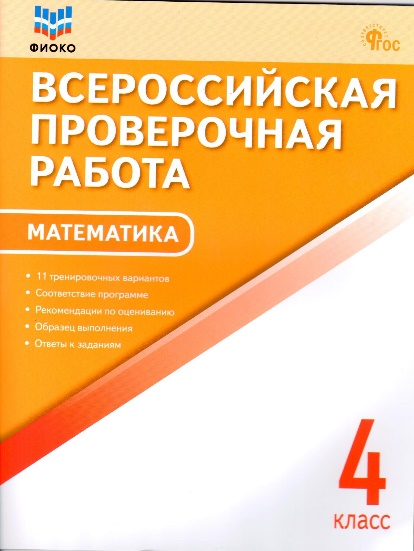 ФИОКО
ФГОС
ВСЕРОССИЙСКАЯ
ПРОВЕРОЧНАЯ
РАБОТА
МАТЕМАТИКА
• 11 тренировочных вариантов
• Соответствие программе
• Рекомендации по оцениванию
• Образец выполнения
• Ответы к заданиям
4
класс